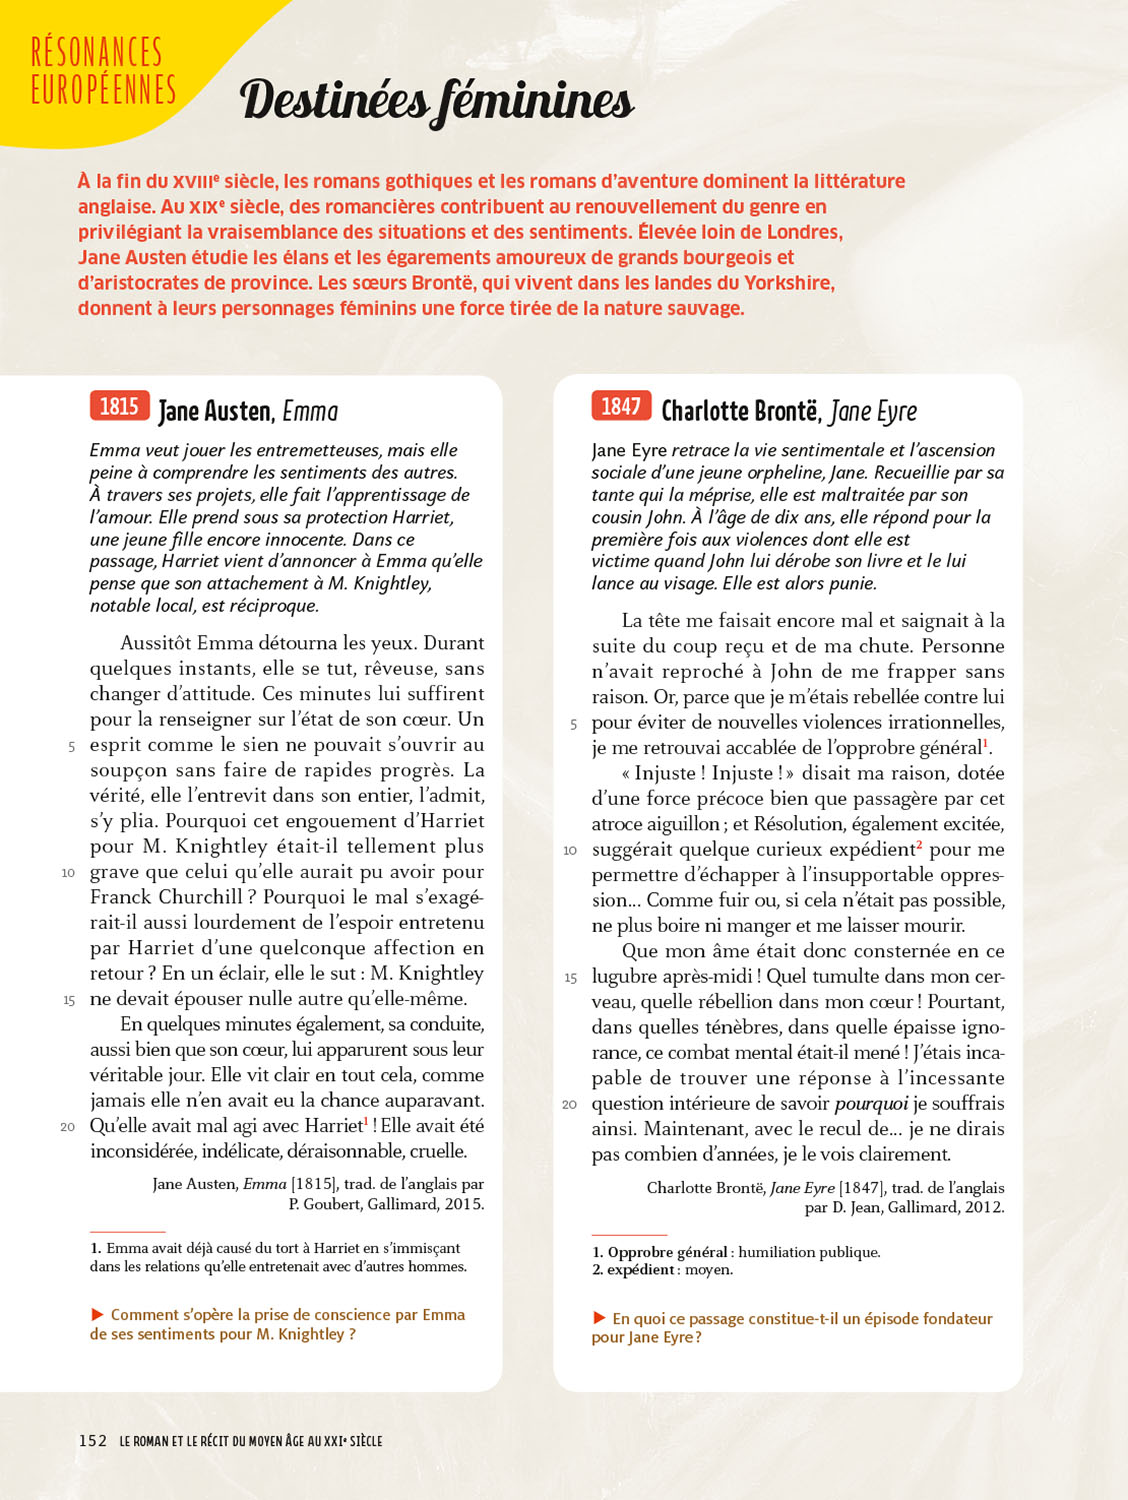 RÉSONANCES
EUROPÉENNES
Destinées féminines
À la fin du XVIIIe siècle, les romans gothiques et les romans d’aventure dominent la littérature
anglaise. Au XIXe siècle, des romancières contribuent au renouvellement du genre en
privilégiant la vraisemblance des situations et des sentiments. Élevée loin de Londres,
Jane Austen étudie les élans et les égarements amoureux de grands bourgeois et
d’aristocrates de province. Les sœurs Brontë, qui vivent dans les landes du Yorkshire,
donnent à leurs personnages féminins une force tirée de la nature sauvage.
1815 Jane Austen, Emma
Emma veut jouer les entremetteuses, mais elle
peine à comprendre les sentiments des autres.
À travers ses projets, elle fait l’apprentissage de
l’amour. Elle prend sous sa protection Harriet,
une jeune fille encore innocente. Dans ce
passage, Harriet vient d’annoncer à Emma qu’elle
pense que son attachement à M. Knightley,
notable local, est réciproque.
Aussitôt Emma détourna les yeux. Durant
quelques instants, elle se tut, rêveuse, sans
changer d’attitude. Ces minutes lui suffirent
pour la renseigner sur l’état de son cœur. Un
5 esprit comme le sien ne pouvait s’ouvrir au
soupçon sans faire de rapides progrès. La
vérité, elle l’entrevit dans son entier, l’admit,
s’y plia. Pourquoi cet engouement d’Harriet
pour M. Knightley était-il tellement plus
10 grave que celui qu’elle aurait pu avoir pour
Franck Churchill ? Pourquoi le mal s’exagé-
rait-il aussi lourdement de l’espoir entretenu
par Harriet d’une quelconque affection en
retour ? En un éclair, elle le sut : M. Knightley
15 ne devait épouser nulle autre qu’elle-même.
En quelques minutes également, sa conduite,
aussi bien que son cœur, lui apparurent sous leur
véritable jour. Elle vit clair en tout cela, comme
jamais elle n’en avait eu la chance auparavant.
20 Qu’elle avait mal agi avec Harriet1 ! Elle avait été
inconsidérée, indélicate, déraisonnable, cruelle.
Jane Austen, Emma [1815], trad. de l’anglais par
P. Goubert, Gallimard, 2015.
1. Emma avait déjà causé du tort à Harriet en s’immisçant
dans les relations qu’elle entretenait avec d’autres hommes.
► Comment s’opère la prise de conscience par Emma
de ses sentiments pour M. Knightley ?
1847 Charlotte Brontë, Jane Eyre
Jane Eyre retrace la vie sentimentale et l’ascension
sociale d’une jeune orpheline, Jane. Recueillie par sa
tante qui la méprise, elle est maltraitée par son
cousin John. À l’âge de dix ans, elle répond pour la
première fois aux violences dont elle est
victime quand John lui dérobe son livre et le lui
lance au visage. Elle est alors punie.
La tête me faisait encore mal et saignait à la
suite du coup reçu et de ma chute. Personne
n’avait reproché à John de me frapper sans
raison. Or, parce que je m’étais rebellée contre lui
5 pour éviter de nouvelles violences irrationnelles,
je me retrouvai accablée de l’opprobre général1.
« Injuste ! Injuste ! » disait ma raison, dotée
d’une force précoce bien que passagère par cet
atroce aiguillon ; et Résolution, également excitée,
10 suggérait quelque curieux expédient2 pour me
permettre d’échapper à l’insupportable oppres-
sion... Comme fuir ou, si cela n’était pas possible,
ne plus boire ni manger et me laisser mourir.
Que mon âme était donc consternée en ce
15 lugubre après-midi ! Quel tumulte dans mon cer-
veau, quelle rébellion dans mon cœur ! Pourtant,
dans quelles ténèbres, dans quelle épaisse igno-
rance, ce combat mental était-il mené ! J’étais inca-
pable de trouver une réponse à l’incessante
20 question intérieure de savoir pourquoi je souffrais
ainsi. Maintenant, avec le recul de... je ne dirais
pas combien d’années, je le vois clairement.
Charlotte Brontë, Jane Eyre [1847], trad. de l’anglais
par D. Jean, Gallimard, 2012.
1. Opprobre général : humiliation publique.
2. expédient : moyen.
► En quoi ce passage constitue-t-il un épisode fondateur
pour Jane Eyre ?
152 LE ROMAN ET LE RÉCIT DU MOYEN ÂGE AU XXIe SIÈCLE